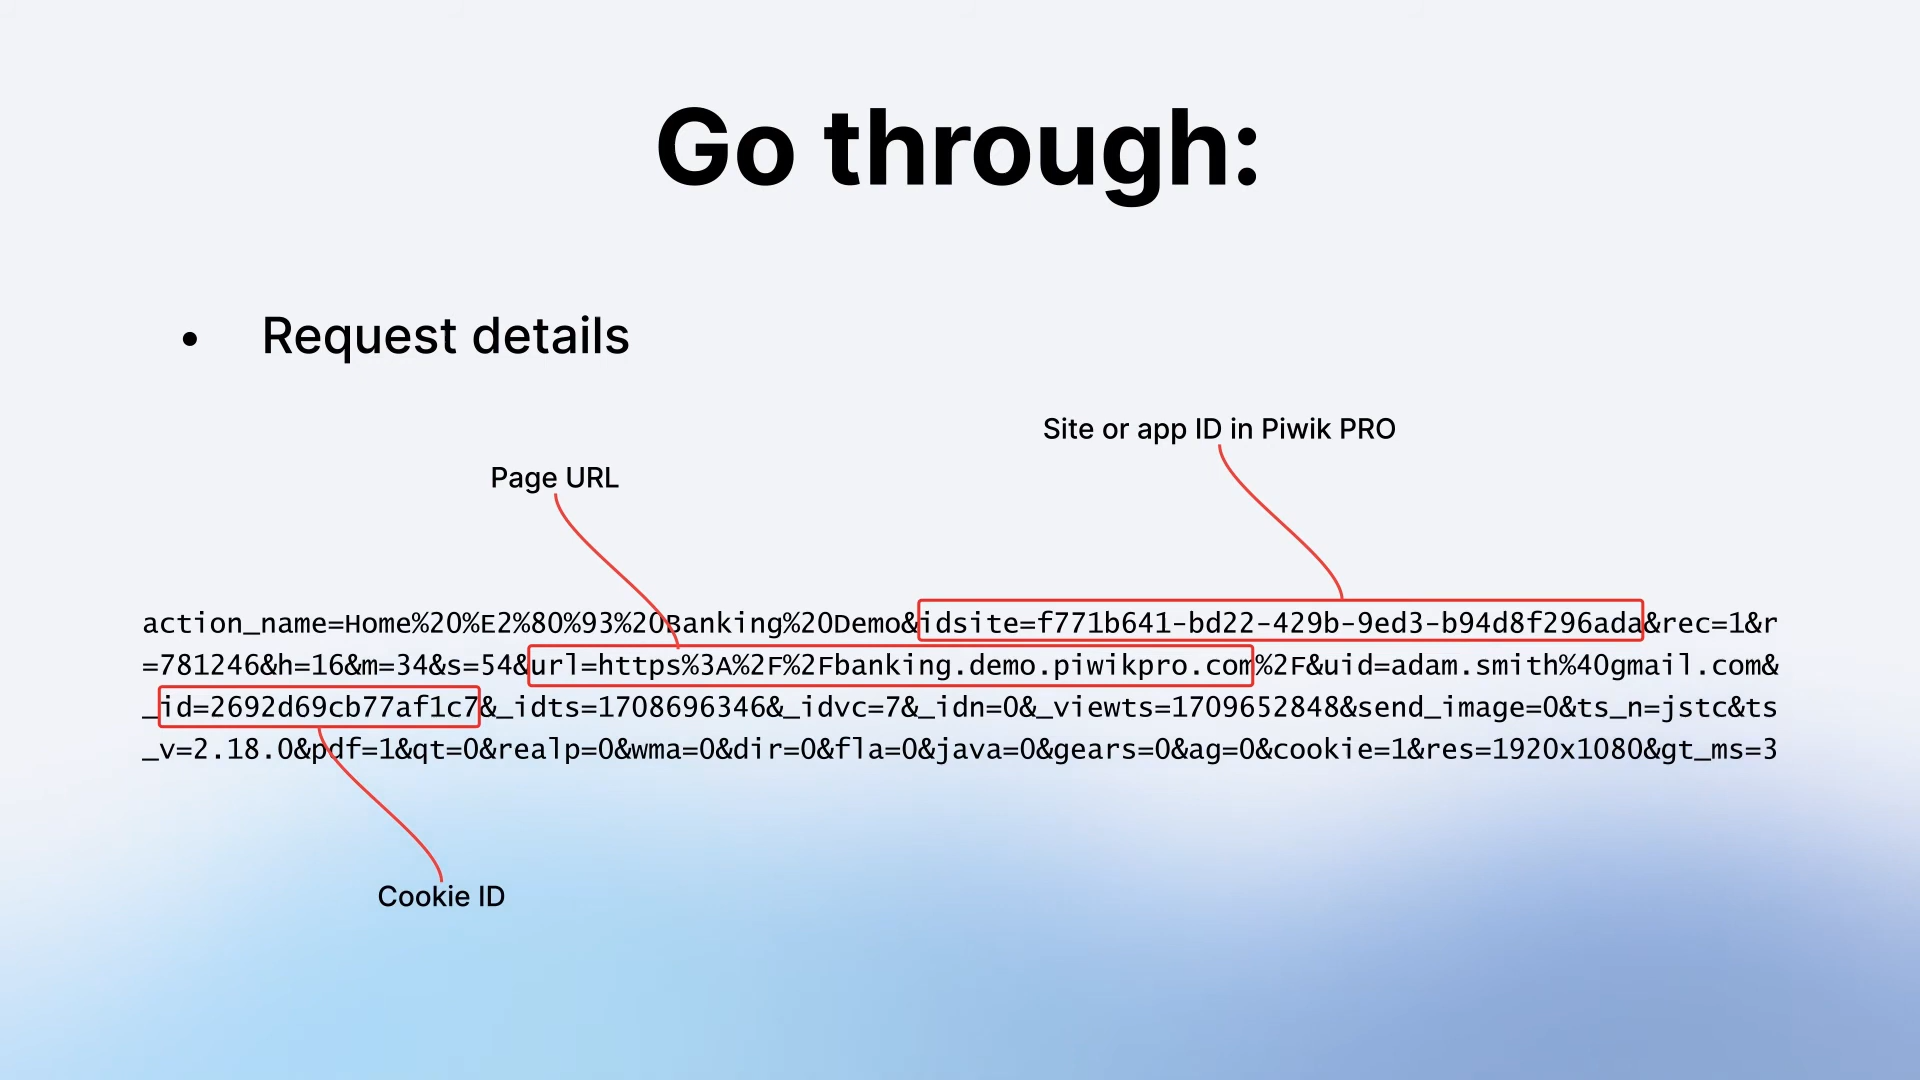 Go through:
• Request details
Site or app ID in Piwik PRO
Page URL
action_name=Home%20%E2%80%93%20Banking%20Demo&idsite=f771b641-bd22-429b-9ed3-b94d8f296ada&rec=1&r
=781246&h=16&m=34&s=54&url=https%3A%2F%2Fbanking.demo.piwikpro.com%2F&uid=adam.smith%40gmail.com&
_id=2692d69cb77af1c7&_idts=1708696346&_idvc=7&_idn=0&_viewts=1709652848&send_image=0&ts_n=jstc&ts
_v=2.18.0&pdf=1&qt=0&realp=0&wma=0&dir=0&fla=0&java=0&gears=0&ag=0&cookie=1&res=1920x1080&gt_ms=3
Cookie ID